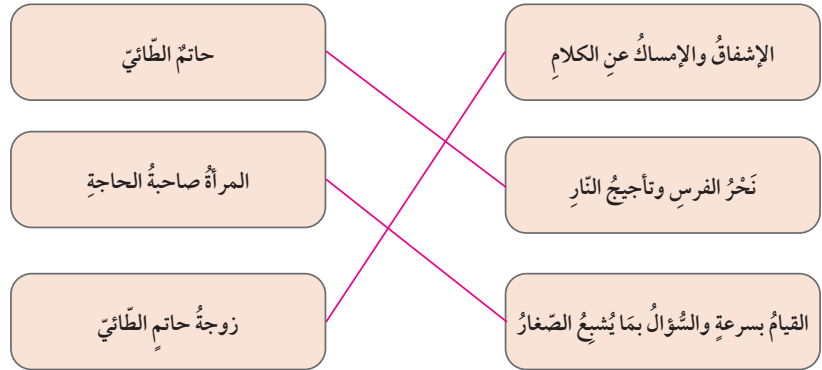 الإشفاقُ والإمساكُ عنِ الكلامِ
حاتمٌ الطّائيّ
نَحْرُ الفرسِ وتأجيجُ النّارِ
المرأةُ صاحبةُ الحاجةِ
القيامُ بسرعةٍ والسُّؤالُ بمَا يُشبِعُ الصّغارُ
زوجةُ حاتمٍ الطّائيّ